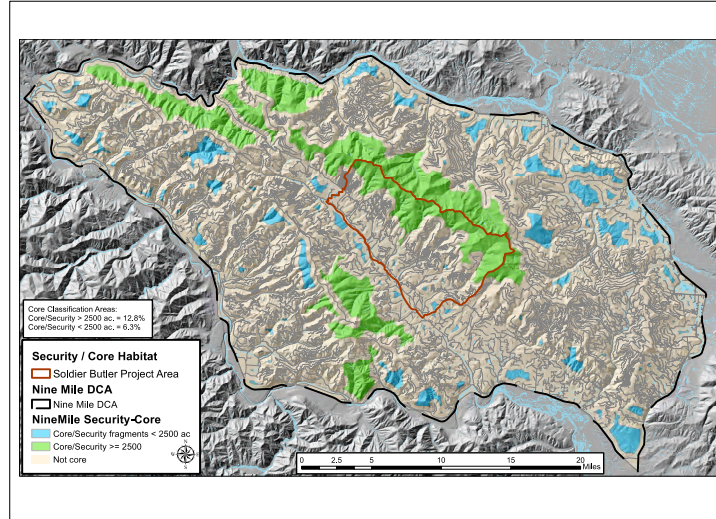 Core Classification Areas:
Core/Security > 2500 ac. = 12.8%
Core/Security < 2500 ac. = 6.3%
Security / Core Habitat
Soldier Butler Project Area
Nine Mile DCA
Nine Mile DCA
NineMile Security-Core
Core/Security fragments < 2500 ac
Core/Security >= 2500
Not core
N
W
E
S
0 2.5 5 10 15 20
Miles